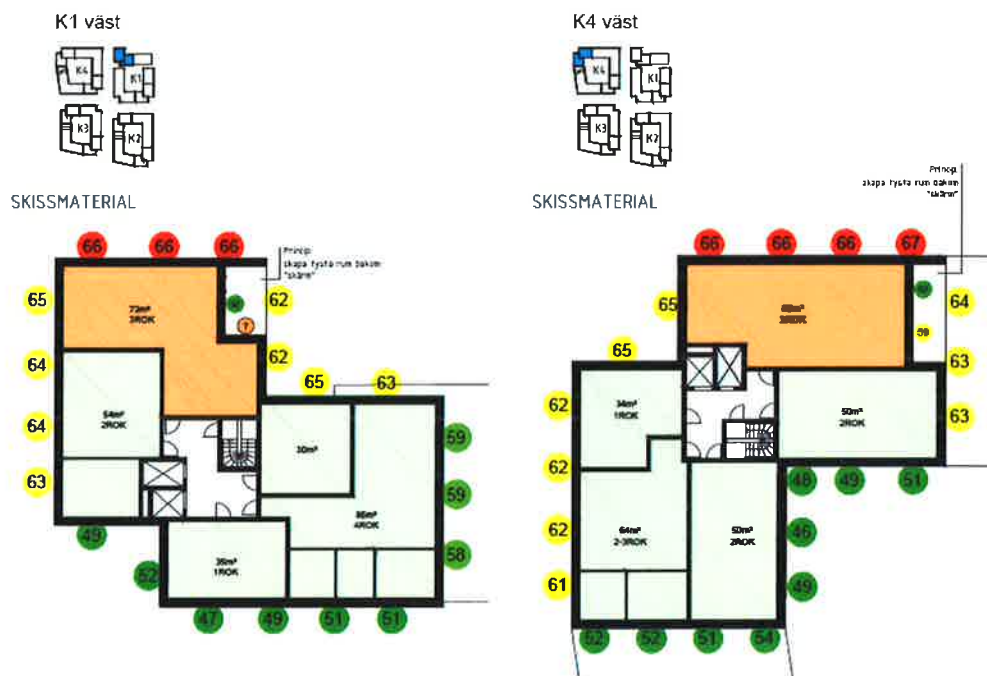 K1 väst
K4
K1
K3
K2
SKISSMATERIAL
66
66
66
Princip:
skapa tysta rum bakom
"skärm"
65
62
73m²
3ROK
?
64
62
65
63
54m²
2ROK
64
59
30m²
63
59
86m²
4ROK
49
58
52
35m²
1ROK
47
49
51
51
K4 väst
K4
K1
K3
K2
Princip:
skapa tysta rum bakom
"skärm"
SKISSMATERIAL
66
66
66
67
65
64
3ROK
59
65
63
62
34m²
1ROK
50m²
2ROK
63
62
48
49
51
62
64m²
2-3ROK
50m²
2ROK
46
61
49
52
52
51
54